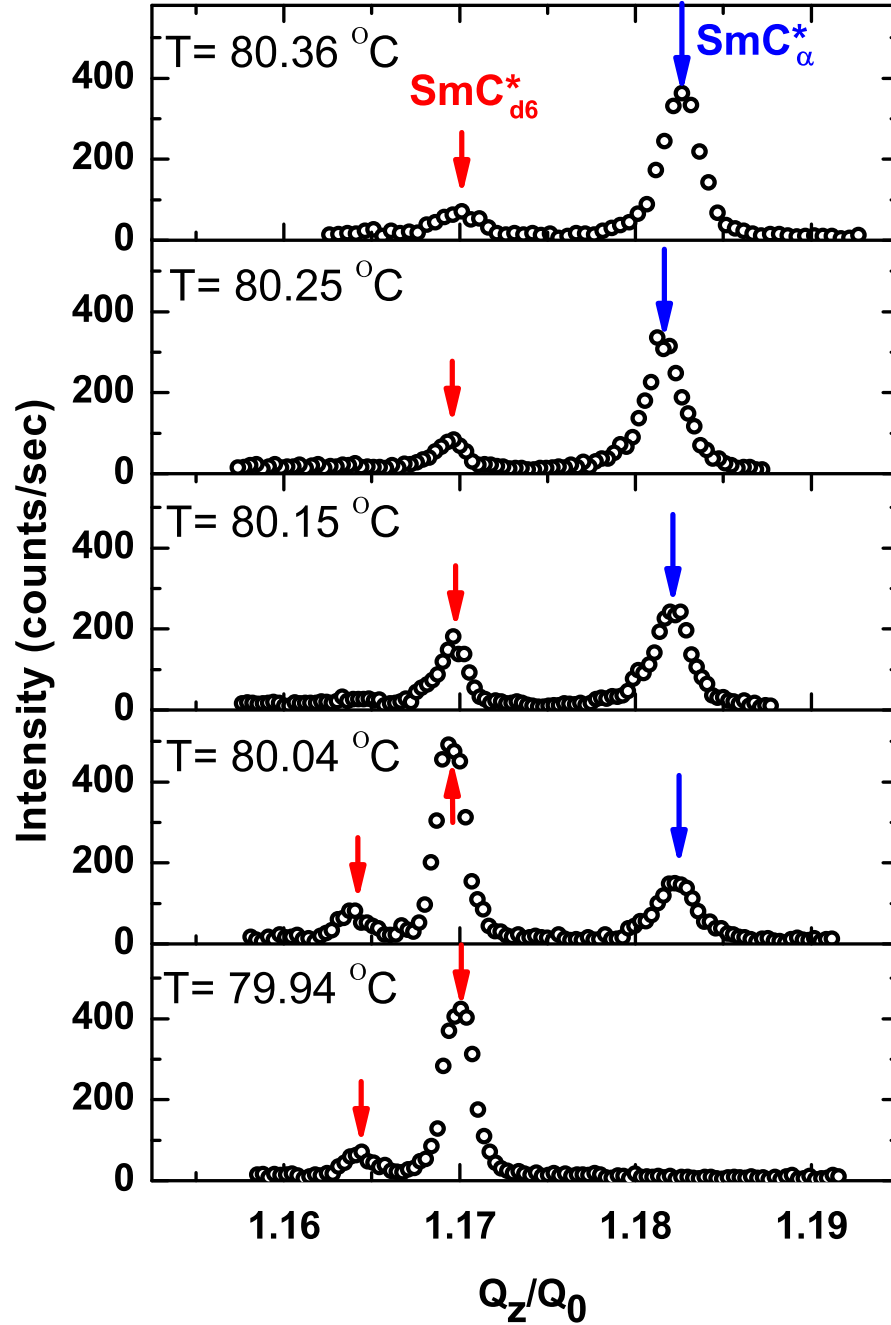 T= 80.36 °C
SmC*α
SmC*d6
400
200
0
T= 80.25 °C
400
200
0
T= 80.15 °C
400
200
0
T= 80.04 °C
400
200
0
T= 79.94 °C
400
200
0
Intensity (counts/sec)
1.16 1.17 1.18 1.19
Qz/Q0